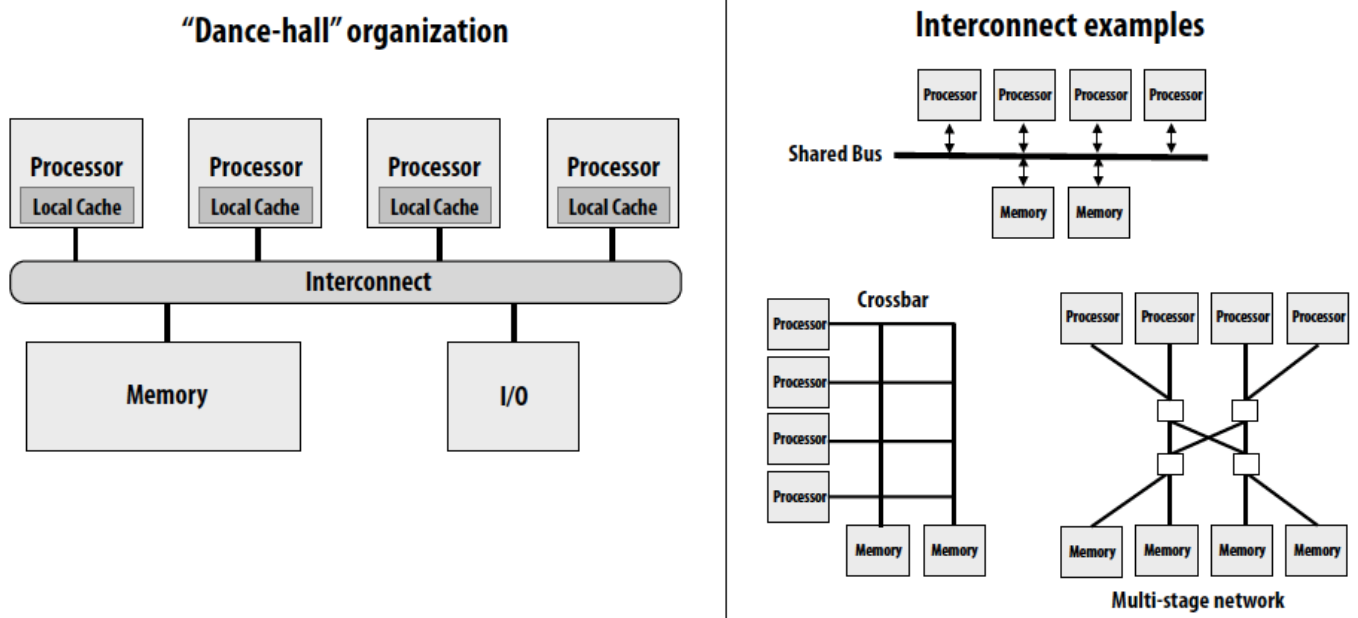 “Dance-hall” organization
Processor Processor Processor Processor
Local Cache Local Cache Local Cache Local Cache
Interconnect
Memory I/O
Interconnect examples
Processor Processor Processor Processor
Shared Bus
Memory Memory
Crossbar
Processor
Processor
Processor
Processor
Memory Memory
Processor Processor Processor Processor
Memory Memory Memory Memory
Multi-stage network